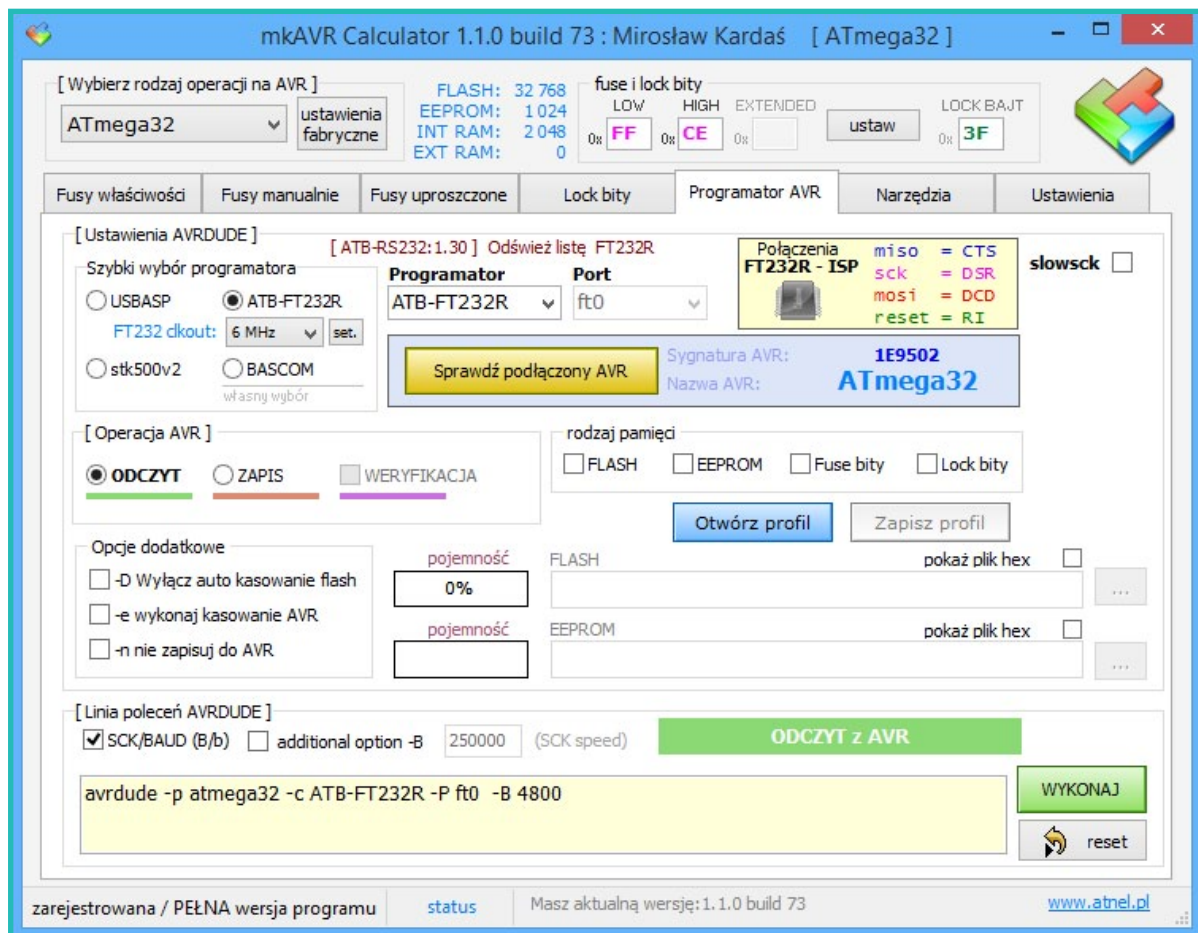 mkAVR Calculator 1.1.0 build 73 : Mirosław Kardaś [ ATmega32 ]
[ Wybierz rodzaj operacji na AVR ]
ATmega32
ustawienia
fabryczne
FLASH: 32 768
EEPROM: 1 024
INT RAM: 2 048
EXT RAM: 0
fuse i lock bity
LOW HIGH EXTENDED LOCK BAJT
0x FF 0x CE 0x ustaw 0x 3F
Fusy właściwości Fusy manualnie Fusy uproszczone Lock bity Programator AVR Narzędzia Ustawienia
[ Ustawienia AVRDUDE ]
[ ATB-RS232:1.30 ] Odśwież listę FT232R
Szybki wybór programatora
USBASP ATB-FT232R
FT232 clkout: 6 MHz set.
stk500v2 BASCOM
własny wybór
Programator Port
ATB-FT232R ft0
Połączenia
FT232R - ISP
miso = CTS
sck = DSR
mosi = DCD
reset = RI
slowsck
Sprawdź podłączony AVR
Sygnatura AVR: 1E9502
Nazwa AVR: ATmega32
[ Operacja AVR ]
ODCZYT ZAPIS WERYFIKACJA
rodzaj pamięci
FLASH EEPROM Fuse bity Lock bity
Otwórz profil Zapisz profil
Opcje dodatkowe
-D Wyłącz auto kasowanie flash
-e wykonaj kasowanie AVR
-n nie zapisuj do AVR
pojemność FLASH pokaż plik hex
0% ...
pojemność EEPROM pokaż plik hex
...
[ Linia poleceń AVRDUDE ]
SCK/BAUD (B/b) additional option -B 250000 (SCK speed) ODCZYT z AVR
avrdude -p atmega32 -c ATB-FT232R -P ft0 -B 4800
WYKONAJ
reset
zarejestrowana / PEŁNA wersja programu status Masz aktualną wersję:1.1.0 build 73 www.atnel.pl